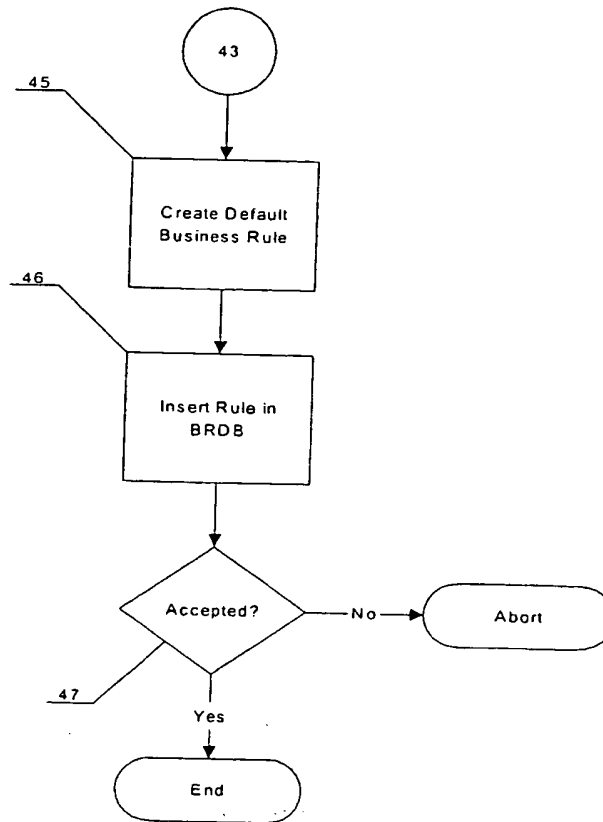 43
45
Create Default
Business Rule
46
Insert Rule in
BRDB
Accepted?
No
Abort
47
Yes
End